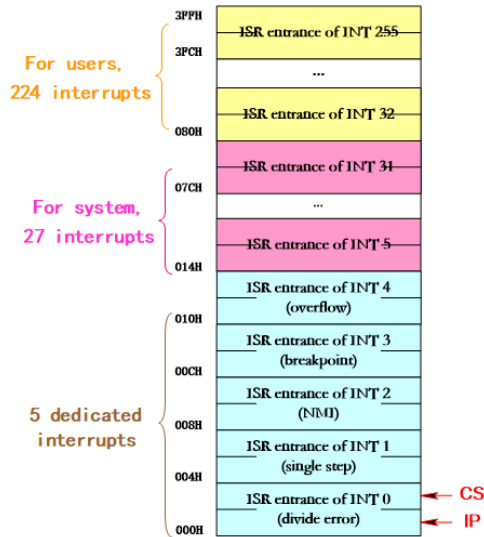 3FFH
ISR entrance of INT 255
3FCH
For users,
224 interrupts
...
ISR entrance of INT 32
080H
ISR entrance of INT 31
07CH
For system,
27 interrupts
...
ISR entrance of INT 5
014H
ISR entrance of INT 4
(overflow)
010H
ISR entrance of INT 3
(breakpoint)
00CH
ISR entrance of INT 2
(NMI)
008H
5 dedicated
interrupts
ISR entrance of INT 1
(single step)
004H
ISR entrance of INT 0
(divide error)
CS
IP
000H